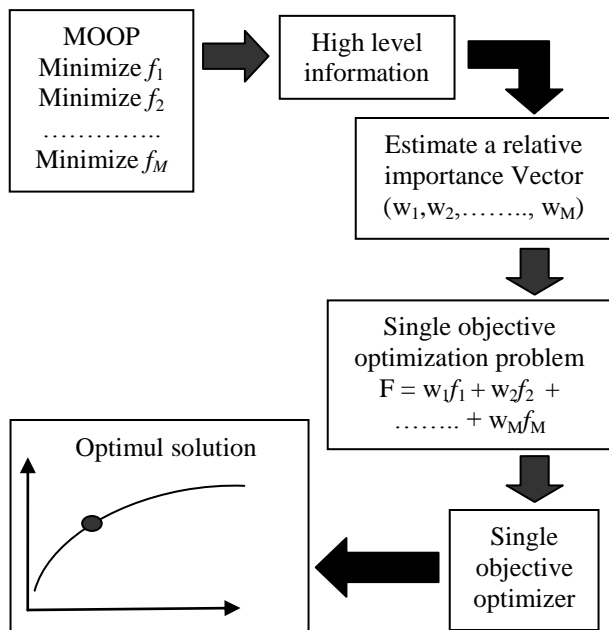 MOOP
Minimize f1
Minimize f2
…………..
Minimize fM
High level
information
Estimate a relative
importance Vector
(w1,w2,…….., wM)
Single objective
optimization problem
F = w1f1 + w2f2 +
…….. + wMfM
Single
objective
optimizer
Optimul solution